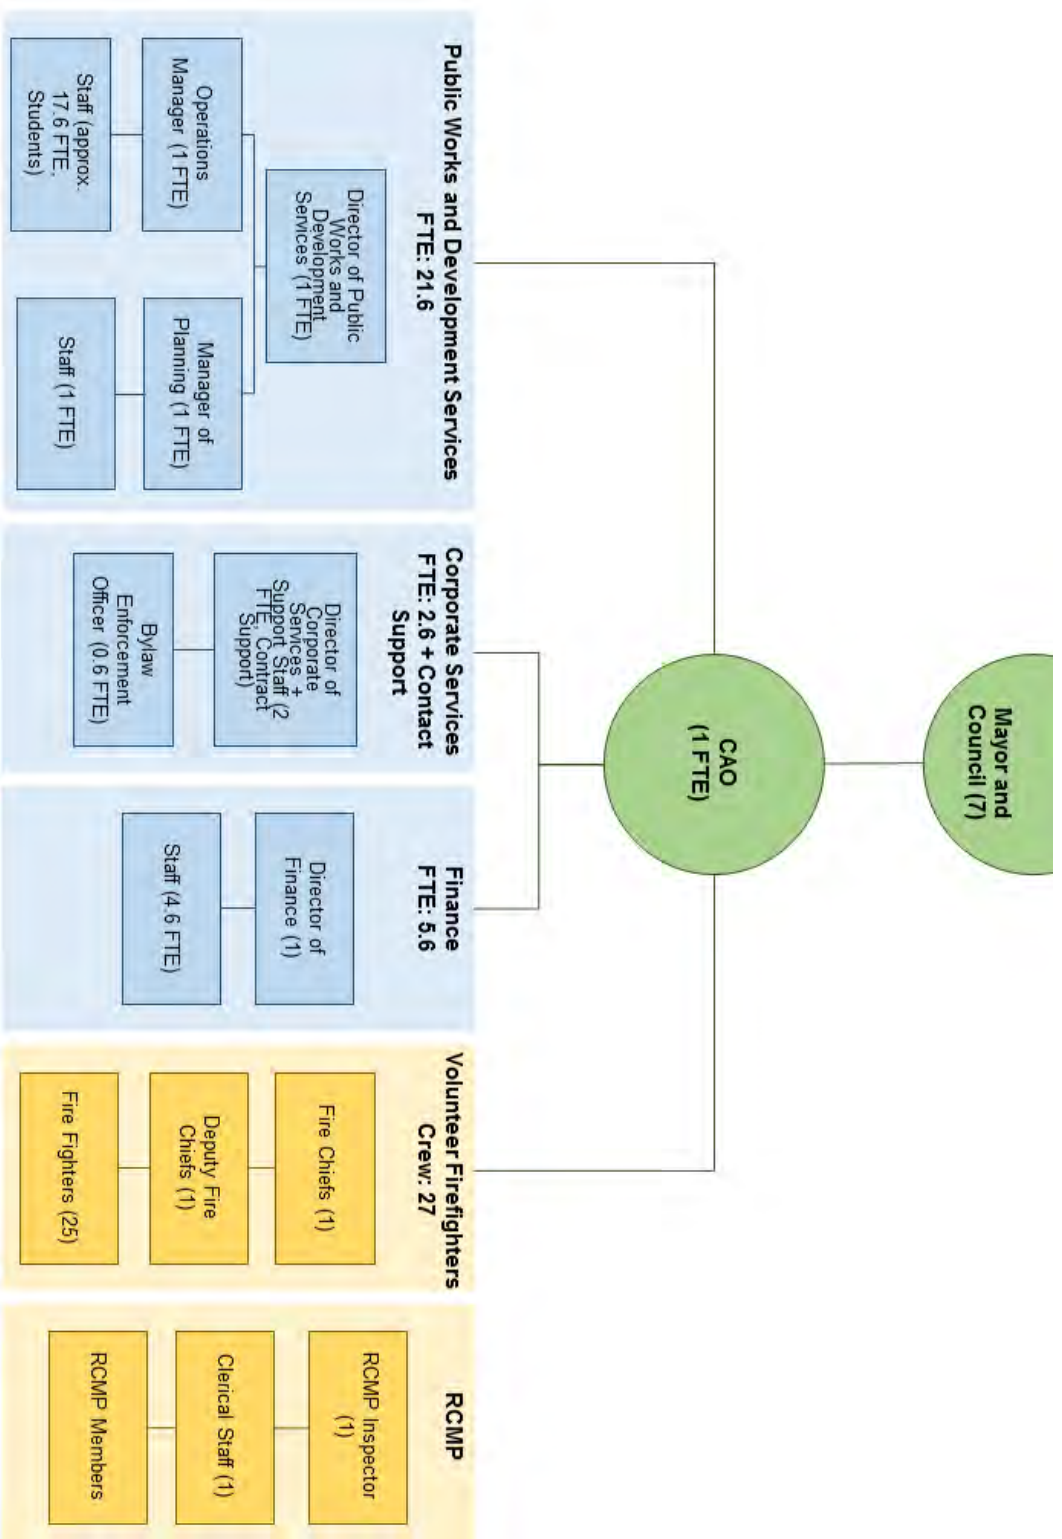 Mayor and
Council (7)
CAO
(1 FTE)
Public Works and Development Services
FTE: 21.6
Director of Public
Works and
Development
Services (1 FTE)
Operations
Manager (1 FTE)
Manager of
Planning (1 FTE)
Staff (approx.
17.6 FTE,
Students)
Staff (1 FTE)
Corporate Services
FTE: 2.6 + Contact
Support
Director of
Corporate
Services +
Support Staff (2
FTE, Contract
Support)
Bylaw
Enforcement
Officer (0.6 FTE)
Finance
FTE: 5.6
Director of
Finance (1)
Staff (4.6 FTE)
Volunteer Firefighters
Crew: 27
Fire Chiefs (1)
Deputy Fire
Chiefs (1)
Fire Fighters (25)
RCMP
RCMP Inspector
(1)
Clerical Staff (1)
RCMP Members